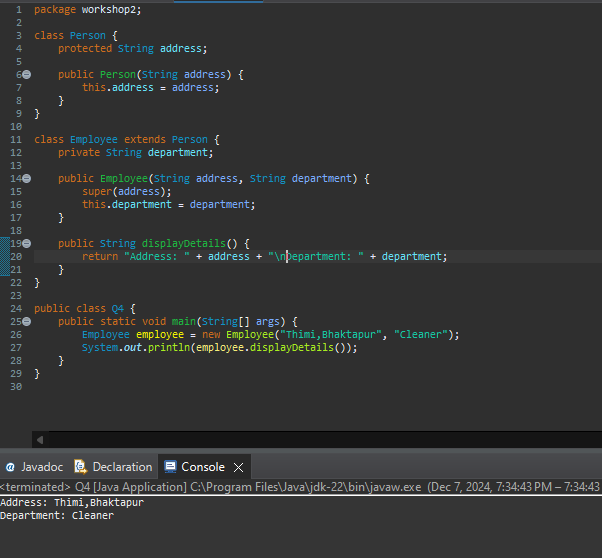 1 package workshop2;
2
3 class Person {
4     protected String address;
5
6     public Person(String address) {
7         this.address = address;
8     }
9 }
10
11 class Employee extends Person {
12     private String department;
13
14     public Employee(String address, String department) {
15         super(address);
16         this.department = department;
17     }
18
19     public String displayDetails() {
20         return "Address: " + address + "\nDepartment: " + department;
21     }
22 }
23
24 public class Q4 {
25     public static void main(String[] args) {
26         Employee employee = new Employee("Thimi,Bhaktapur", "Cleaner");
27         System.out.println(employee.displayDetails());
28     }
29 }
30
@ Javadoc Declaration Console
<terminated> Q4 [Java Application] C:\Program Files\Java\jdk-22\bin\javaw.exe (Dec 7, 2024, 7:34:43 PM – 7:34:43
Address: Thimi,Bhaktapur
Department: Cleaner